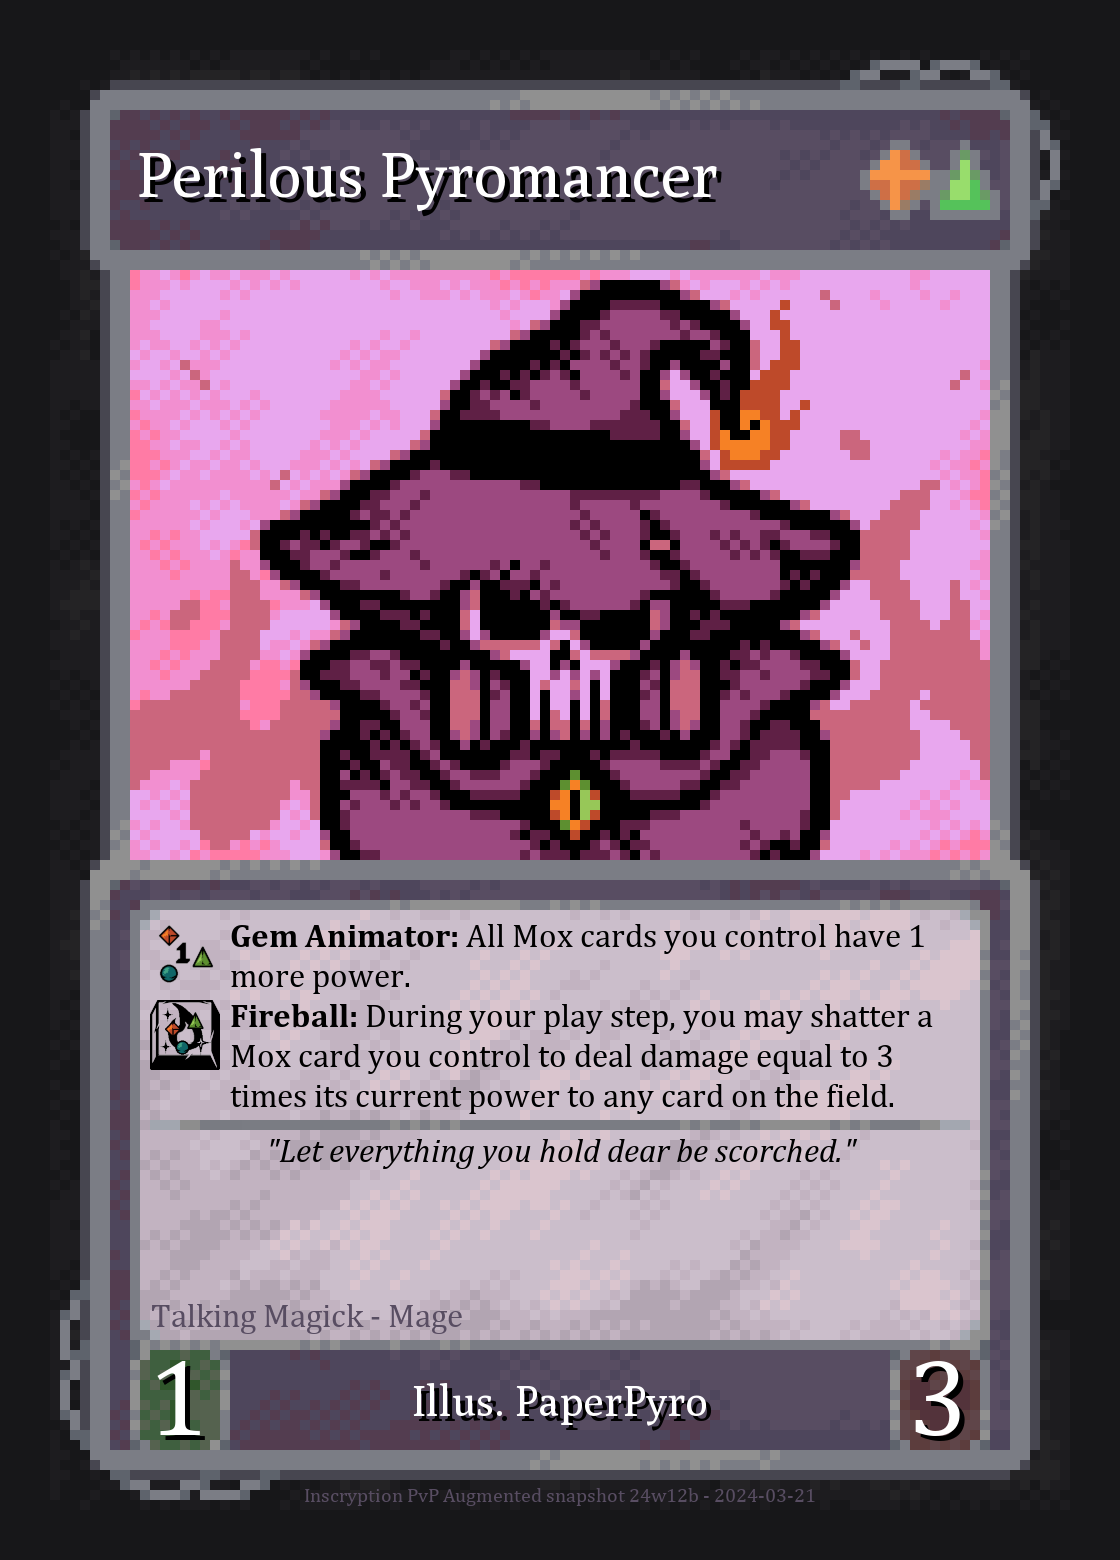 Perilous Pyromancer
Gem Animator: All Mox cards you control have 1
more power.
1
Fireball: During your play step, you may shatter a
Mox card you control to deal damage equal to 3
times its current power to any card on the field.
"Let everything you hold dear be scorched."
Talking Magick - Mage
1
Illus. PaperPyro
3
Inscryption PvP Augmented snapshot 24w12b - 2024-03-21